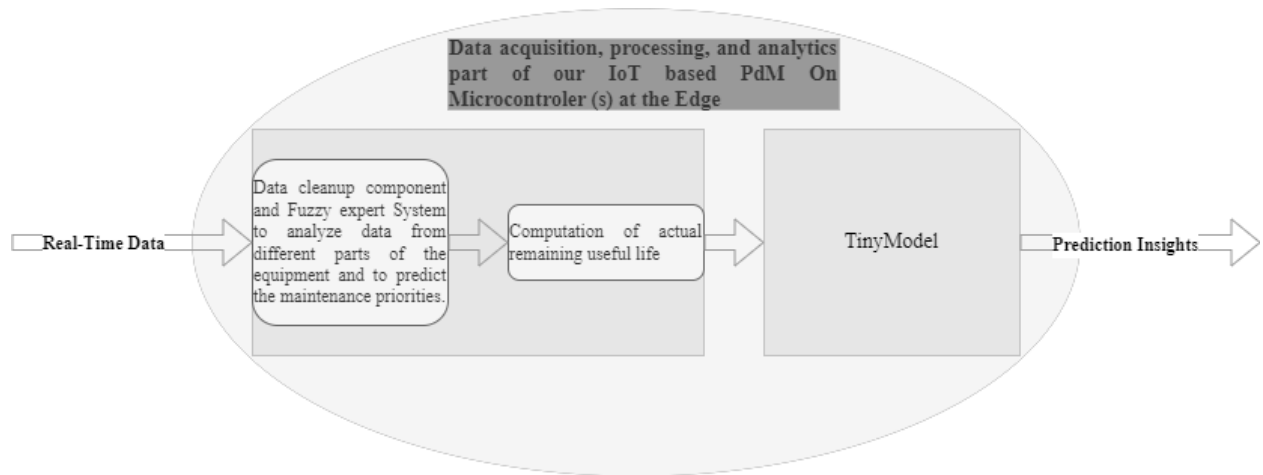 Data acquisition, processing, and analytics
part of our IoT based PdM On
Microcontroler (s) at the Edge
Real-Time Data
Data cleanup component
and Fuzzy expert System
to analyze data from
different parts of the
equipment and to predict
the maintenance priorities.
Computation of actual
remaining useful life
TinyModel
Prediction Insights